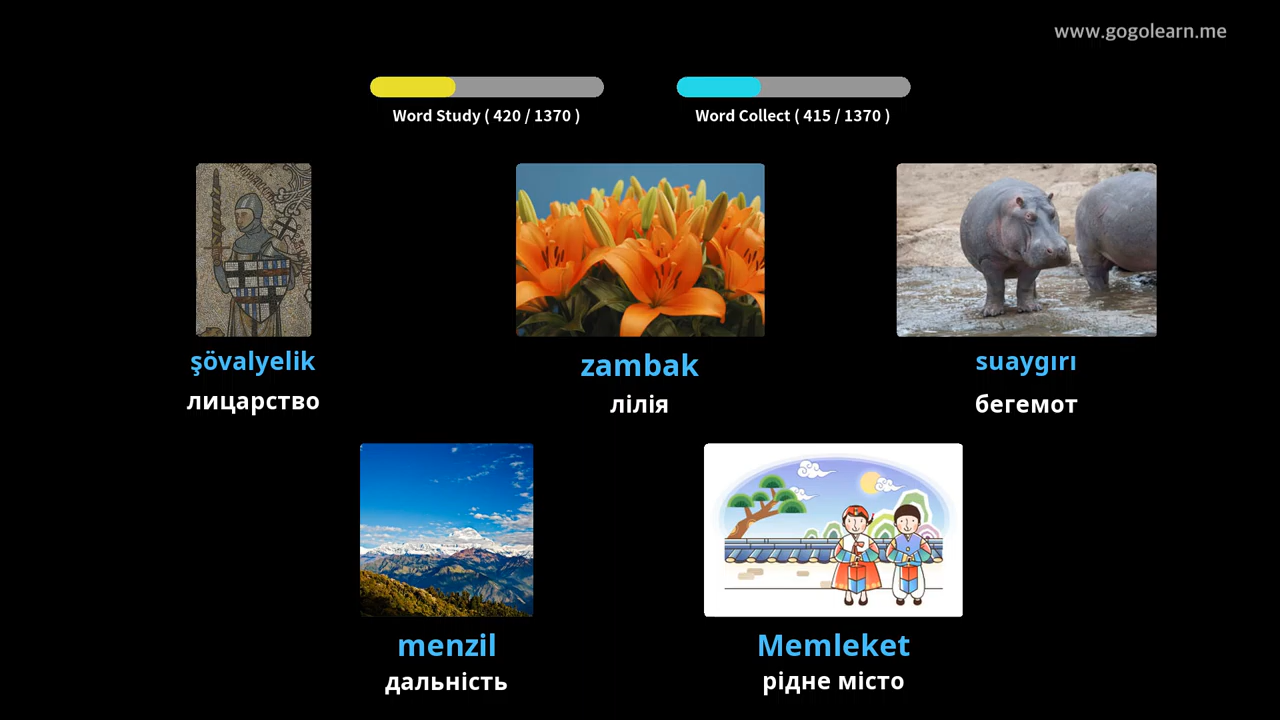 www.gogolearn.me
Word Study ( 420 / 1370 )
Word Collect ( 415 / 1370 )
şövalyelik
лицарство
zambak
лілія
suaygırı
бегемот
menzil
дальність
Memleket
рідне місто